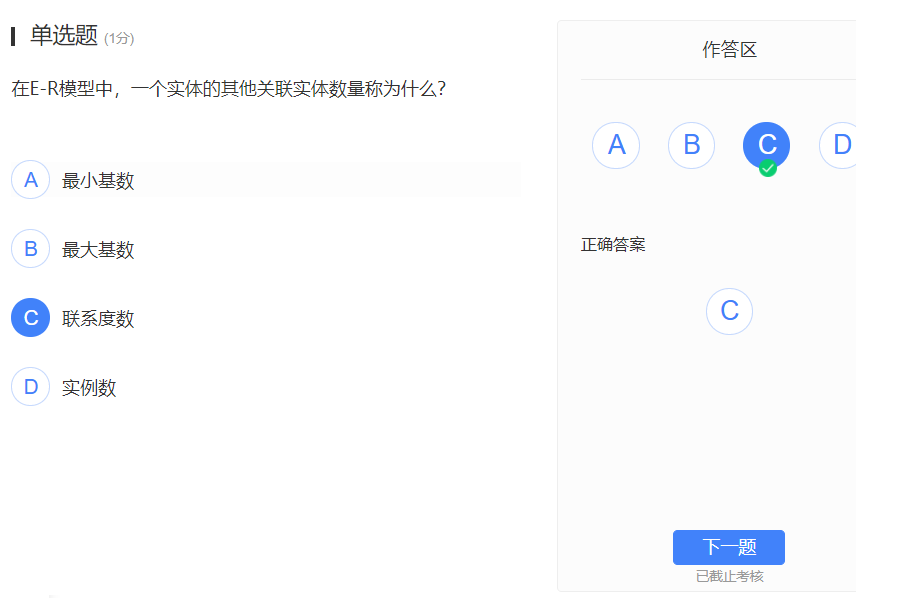 单选题 (1分)
在E-R模型中，一个实体的其他关联实体数量称为什么？
A 最小基数
B 最大基数
C 联系度数
D 实例数
作答区
A B C D
正确答案
C
下一题
已截止考核